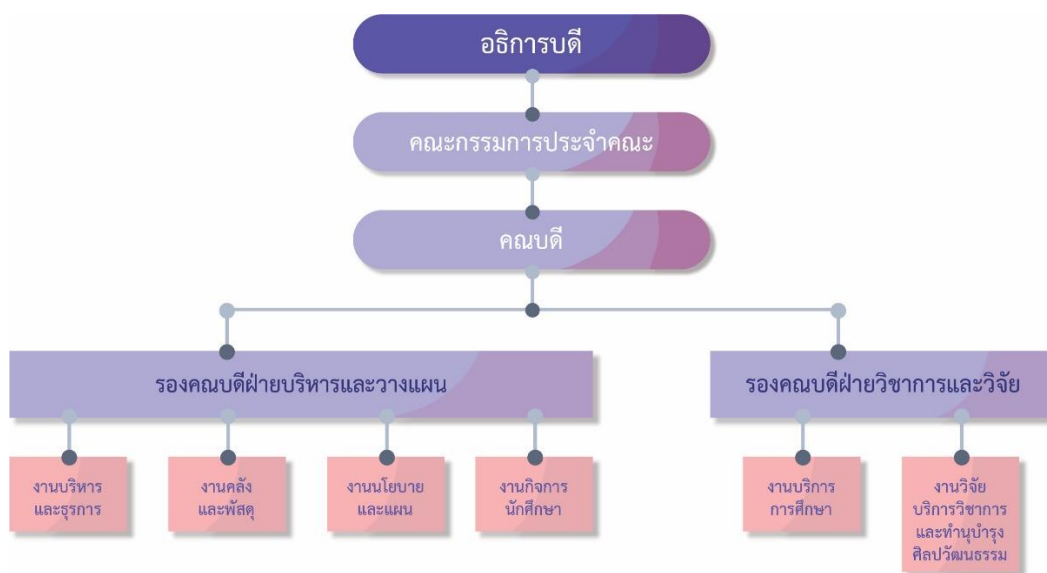 อธิการบดี
คณะกรรมการประจำคณะ
คณบดี
รองคณบดีฝ่ายบริหารและวางแผน
รองคณบดีฝ่ายวิชาการและวิจัย
งานบริหาร
และธุรการ
งานคลัง
และพัสดุ
งานนโยบาย
และแผน
งานกิจการ
นักศึกษา
งานบริการ
การศึกษา
งานวิจัย
บริการวิชาการ
และทำนุบำรุง
ศิลปวัฒนธรรม